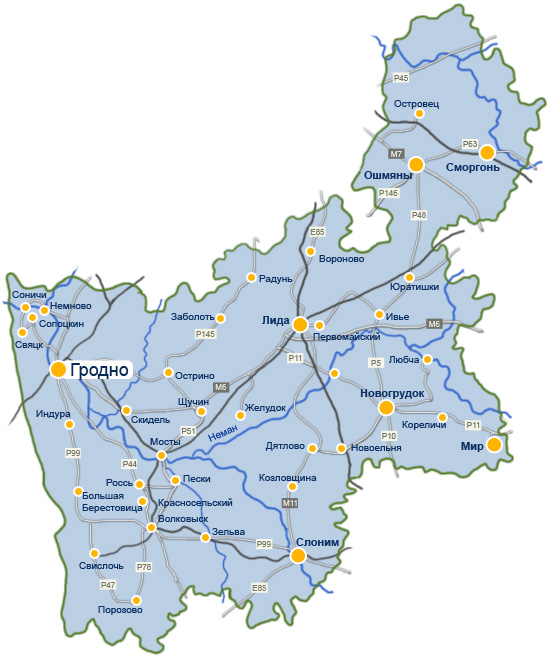 P45
Островец
P63
M7
Сморгонь
Ошмяны
P146
P48
E85
Вороново
Радунь
Юратишки
Соничи
Немново
Сопоцкин
Свяцк
Заболоть
P145
Лида
Первомайский
Ивье
M6
P11
P5
Любча
Гродно
Острино
M6
Щучин
Желудок
Новогрудок
Индура
Скидель
P51
Неман
Кореличи
P11
Мир
P10
Мосты
Дятлово
Новоельня
P99
P44
Россь
Пески
Козловщина
Большая
Берестовица
Красносельский
M11
Волковыск
Зельва
P99
Слоним
Свислочь
P78
P47
E85
Порозово